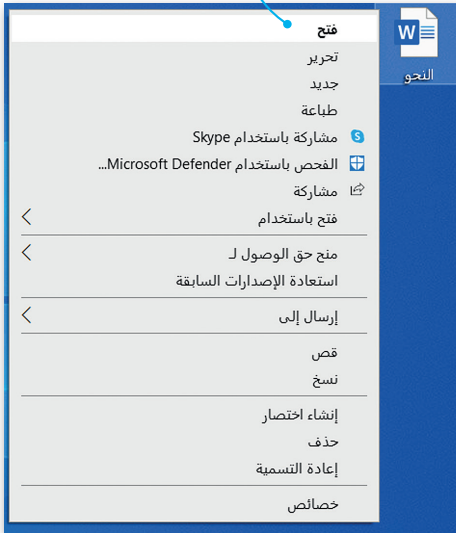 النحو
فتح
تحرير
جديد
طباعة
مشاركة باستخدام Skype
الفحص باستخدام Microsoft Defender...
مشاركة
فتح باستخدام
منح حق الوصول لـ
استعادة الإصدارات السابقة
إرسال إلى
قص
نسخ
إنشاء اختصار
حذف
إعادة التسمية
خصائص